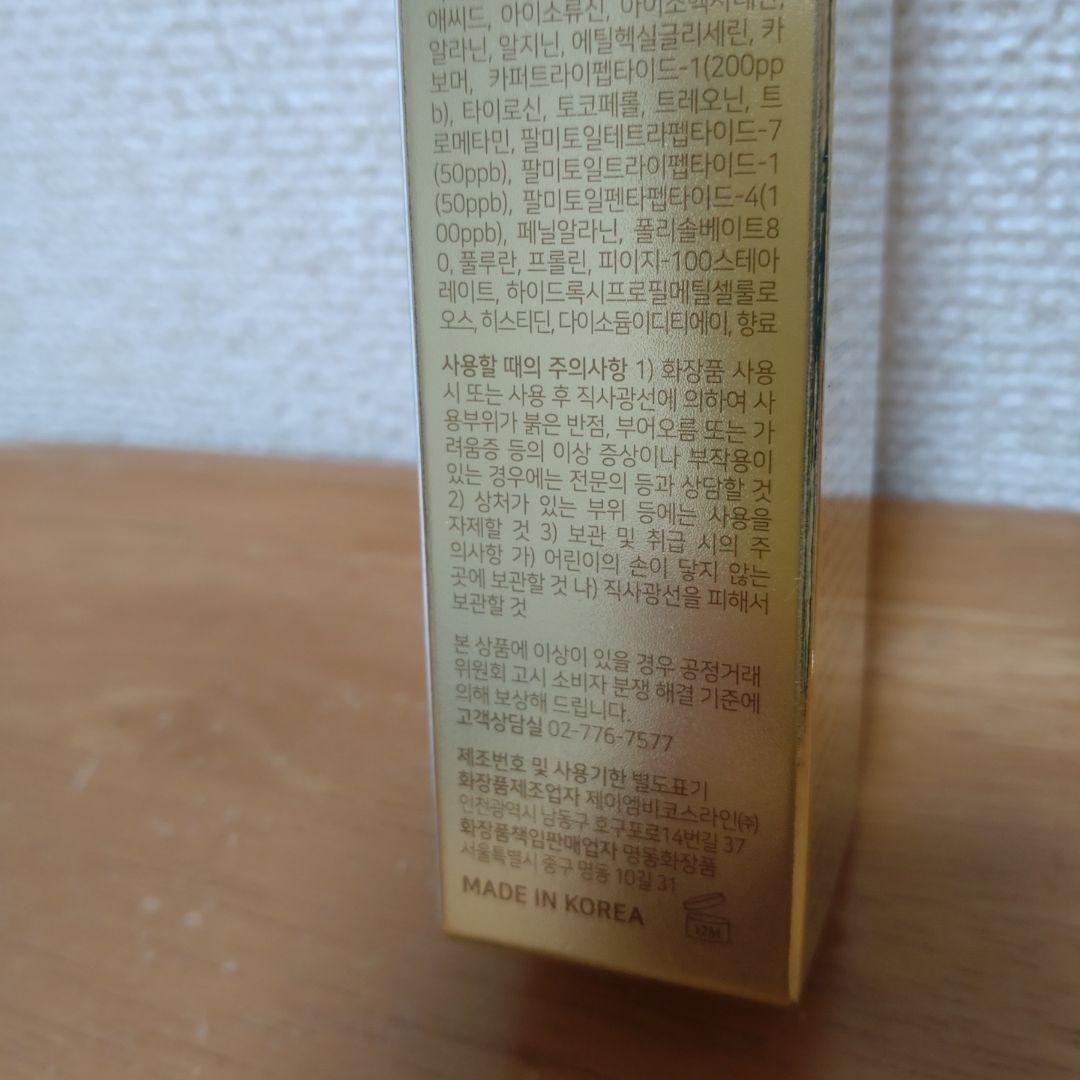 애씨드, 아이소류신, 아이소헥사데칸,
알라닌, 알지닌, 에틸헥실글리세린, 카
보머, 카퍼트라이펩타이드-1(200pp
b), 타이로신, 토코페롤, 트레오닌, 트
로메타민, 팔미토일테트라펩타이드-7
(50ppb), 팔미토일트라이펩타이드-1
(50ppb), 팔미토일펜타펩타이드-4(1
00ppb), 페닐알라닌, 폴리솔베이트8
0, 풀루란, 프롤린, 피이지-100스테아
레이트, 하이드록시프로필메틸셀룰로
오스, 히스티딘, 다이소듐이디티에이, 향료
사용할 때의 주의사항 1) 화장품 사용
시 또는 사용 후 직사광선에 의하여 사
용부위가 붉은 반점, 부어오름 또는 가
려움증 등의 이상 증상이나 부작용이
있는 경우에는 전문의 등과 상담할 것
2) 상처가 있는 부위 등에는 사용을
자제할 것 3) 보관 및 취급 시의 주
의사항 가) 어린이의 손이 닿지 않는
곳에 보관할 것 나) 직사광선을 피해서
보관할 것
본 상품에 이상이 있을 경우 공정거래
위원회 고시 소비자 분쟁 해결 기준에
의해 보상해 드립니다.
고객상담실 02-776-7577
제조번호 및 사용기한 별도표기
화장품제조업자 제이엠비코스라인㈜
인천광역시 남동구 호구포로14번길 37
화장품책임판매업자 명동화장품
서울특별시 중구 명동 10길 31
MADE IN KOREA
12M